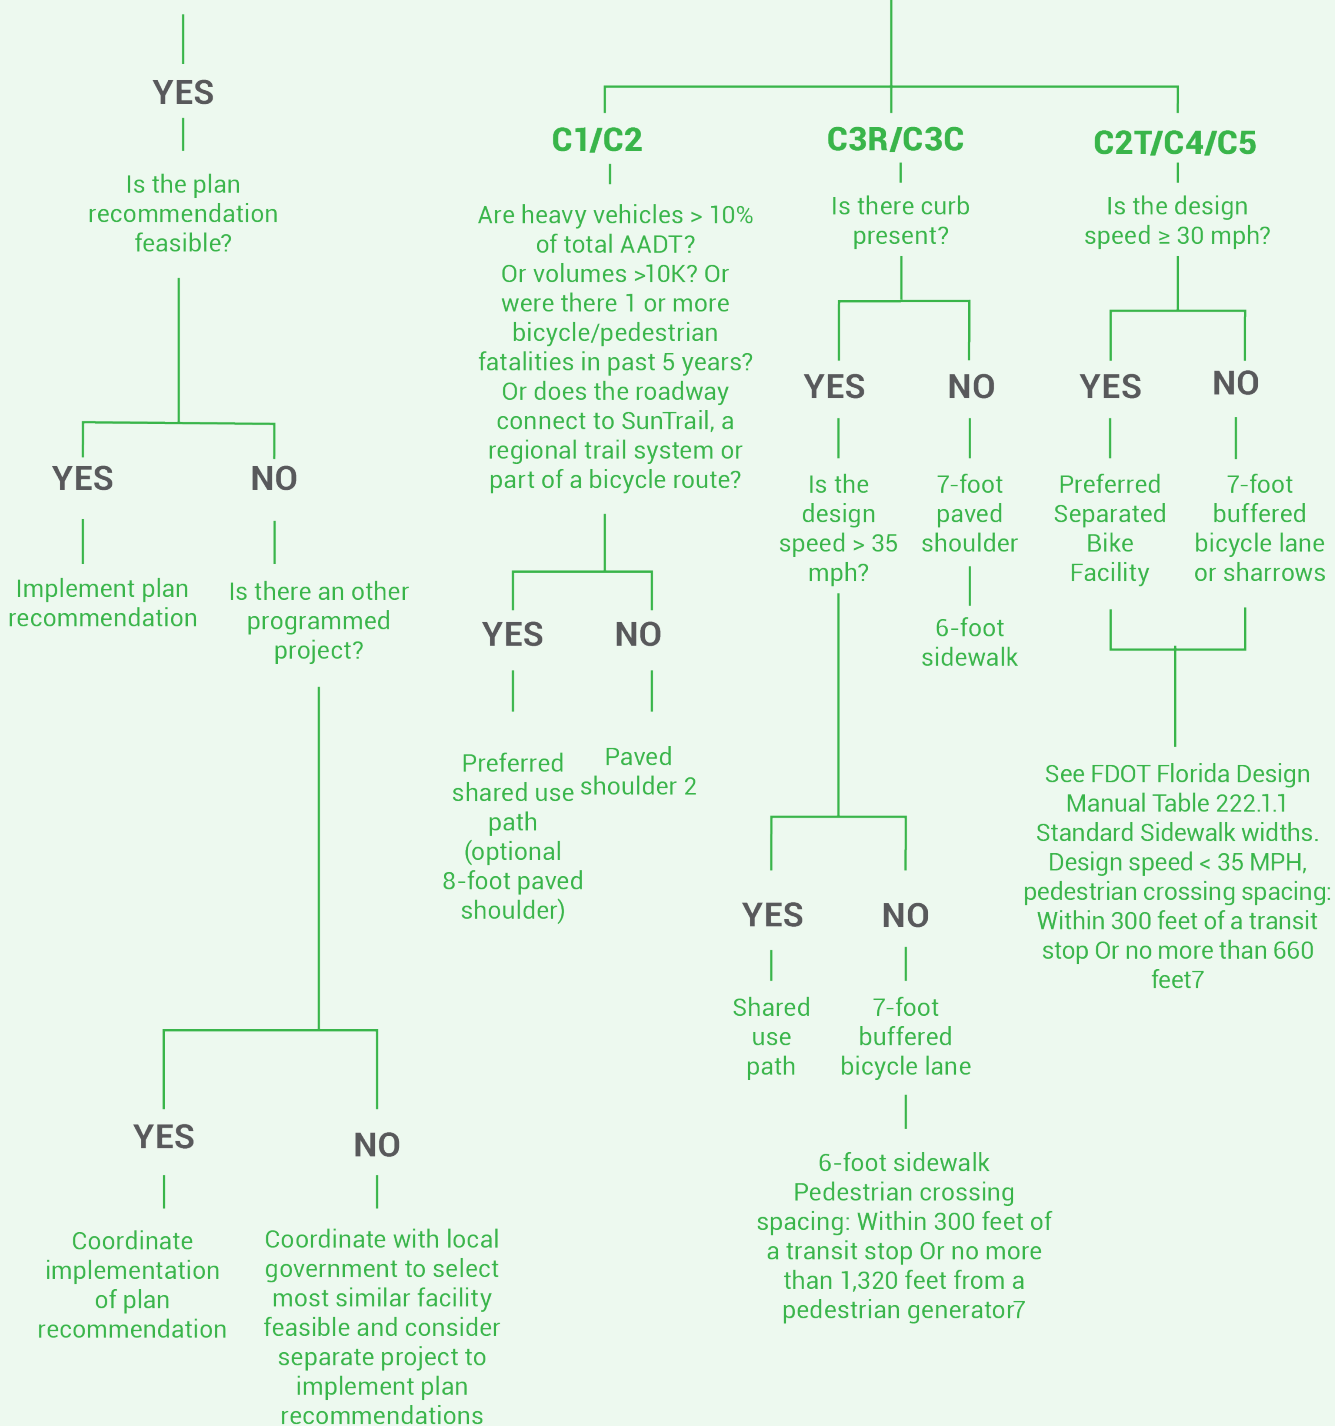 YES
Is the plan
recommendation
feasible?
YES
NO
Implement plan
recommendation
Is there an other
programmed
project?
YES
NO
Coordinate
implementation
of plan
recommendation
Coordinate with local
government to select
most similar facility
feasible and consider
separate project to
implement plan
recommendations
C1/C2
Are heavy vehicles > 10%
of total AADT?
Or volumes >10K? Or
were there 1 or more
bicycle/pedestrian
fatalities in past 5 years?
Or does the roadway
connect to SunTrail, a
regional trail system or
part of a bicycle route?
YES
NO
Preferred
shared use
path
(optional
8-foot paved
shoulder)
Paved
shoulder 2
C3R/C3C
Is there curb
present?
YES
NO
Is the
design
speed > 35
mph?
7-foot
paved
shoulder
6-foot
sidewalk
YES
NO
Shared
use
path
7-foot
buffered
bicycle lane
6-foot sidewalk
Pedestrian crossing
spacing: Within 300 feet of
a transit stop Or no more
than 1,320 feet from a
pedestrian generator7
C2T/C4/C5
Is the design
speed ≥ 30 mph?
YES
NO
Preferred
Separated
Bike
Facility
7-foot
buffered
bicycle lane
or sharrows
See FDOT Florida Design
Manual Table 222.1.1
Standard Sidewalk widths.
Design speed < 35 MPH,
pedestrian crossing spacing:
Within 300 feet of a transit
stop Or no more than 660
feet7